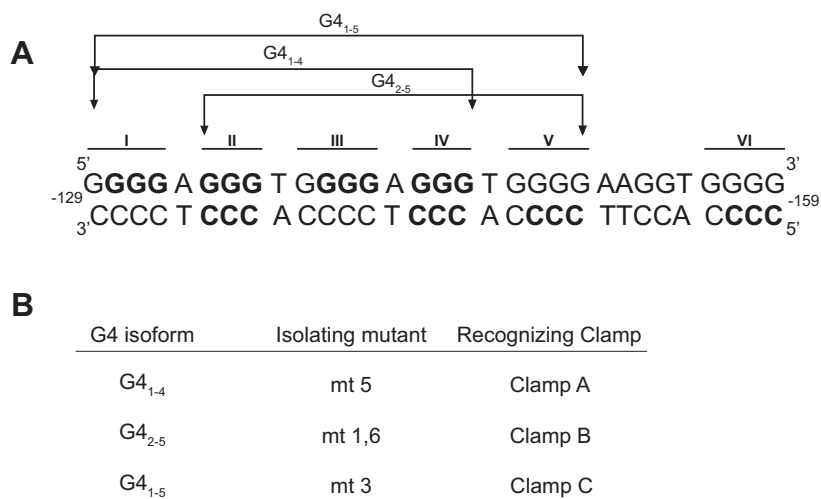 A
G4₁₋₅
G4₁₋₄
G4₂₋₅
I II III IV V VI
5’ 3’
GGGG A GGG T GGGG A GGG T GGGG AAGGT GGGG
-129 -159
CCCC T CCC A CCCC T CCC A CCCC TTCCA CCCC
3’ 5’
B
G4 isoform Isolating mutant Recognizing Clamp
G4₁₋₄ mt 5 Clamp A
G4₂₋₅ mt 1,6 Clamp B
G4₁₋₅ mt 3 Clamp C